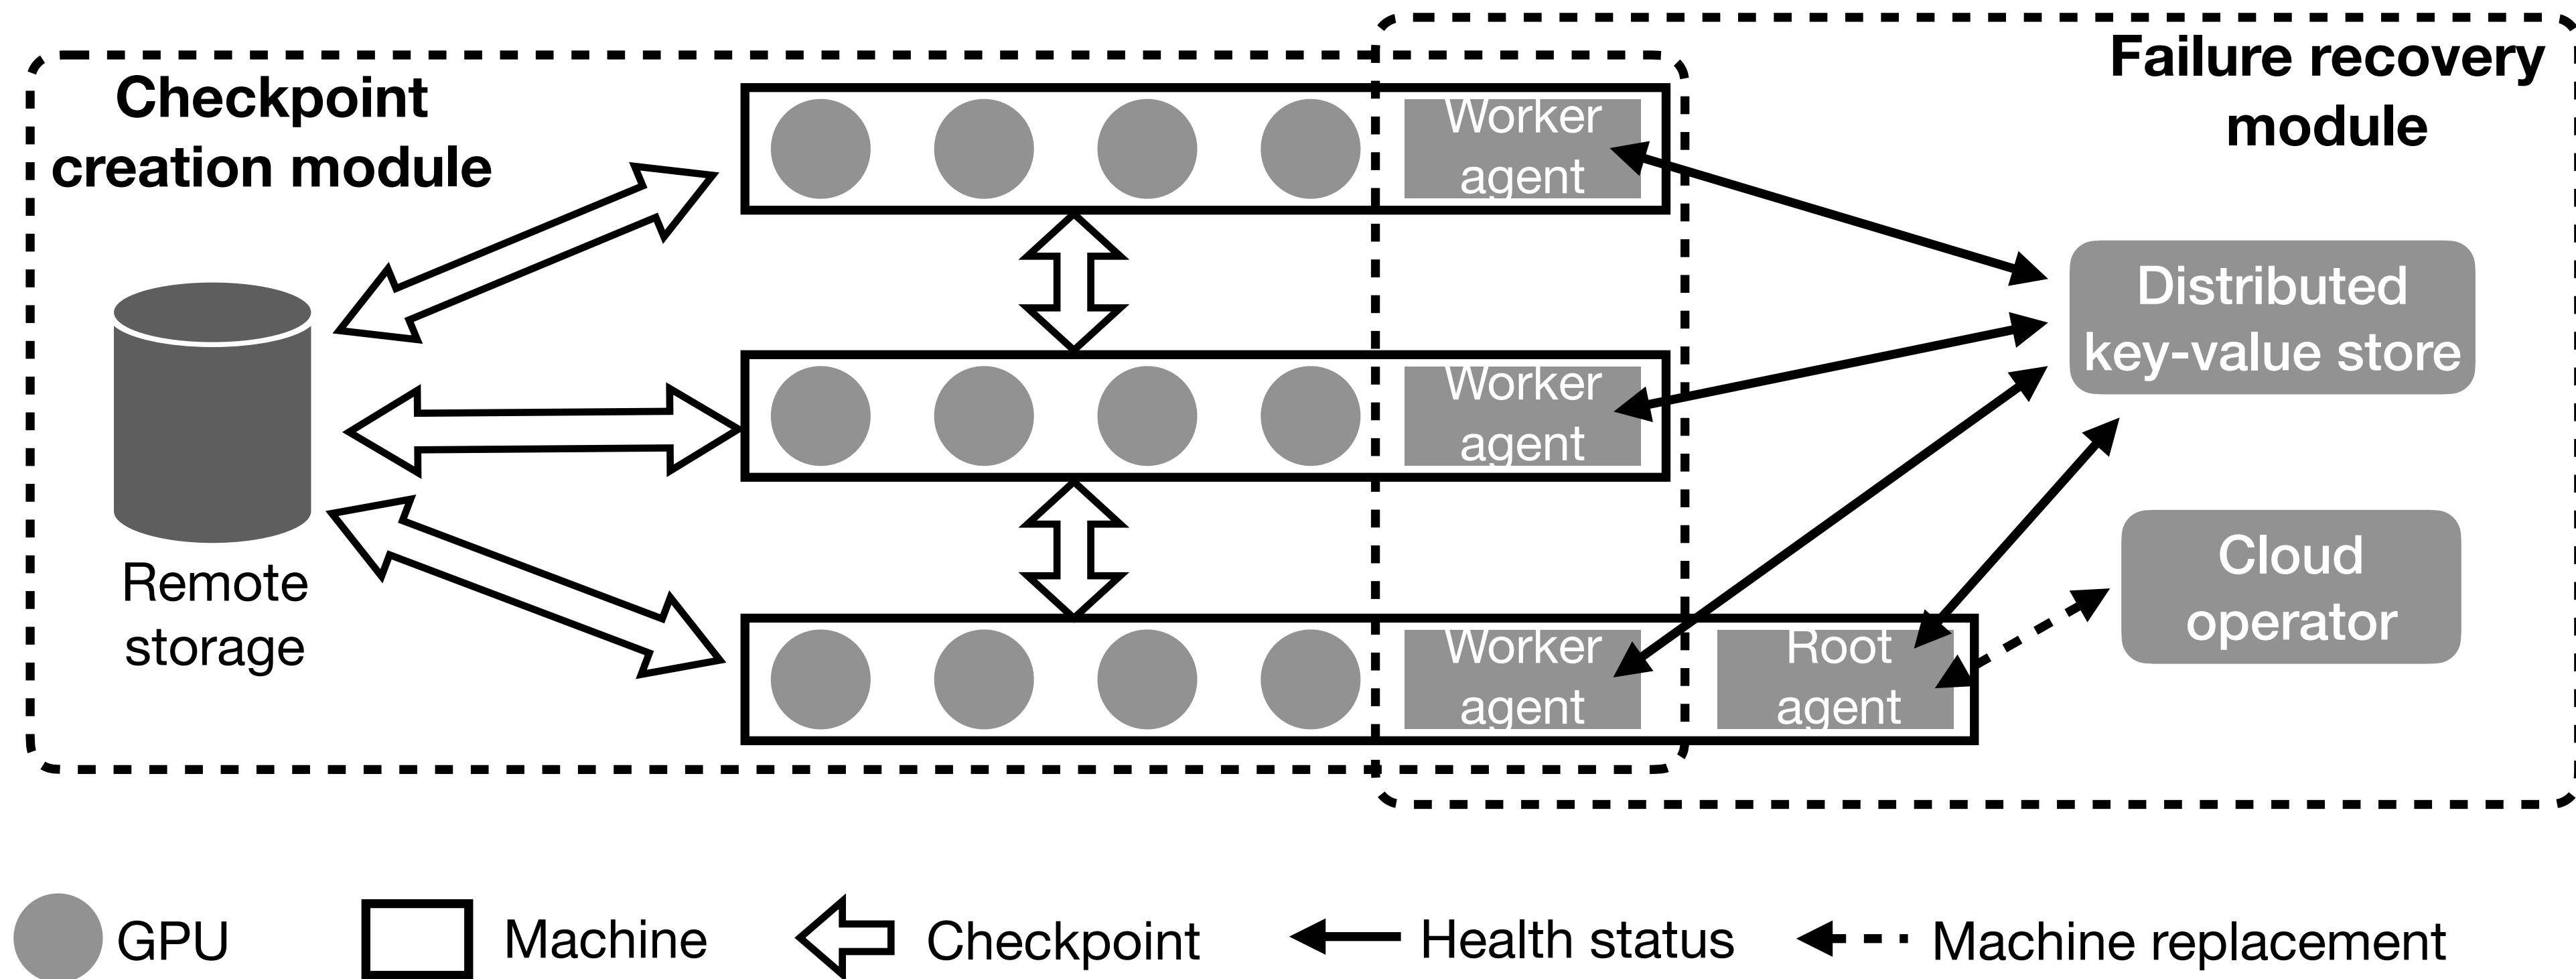 Checkpoint
creation module
Failure recovery
module
Worker
agent
Worker
agent
Worker
agent
Root
agent
Distributed
key-value store
Cloud
operator
Remote
storage
GPU
Machine
Checkpoint
Health status
Machine replacement